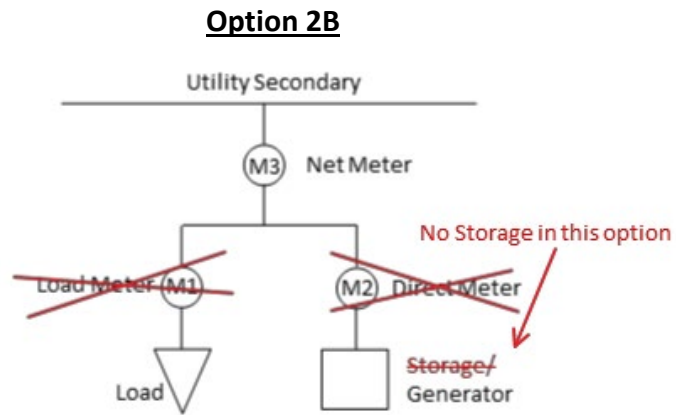 Option 2B
Utility Secondary
M3 Net Meter
No Storage in this option
Load Meter M1
M2 Direct Meter
Storage/
Load
Generator